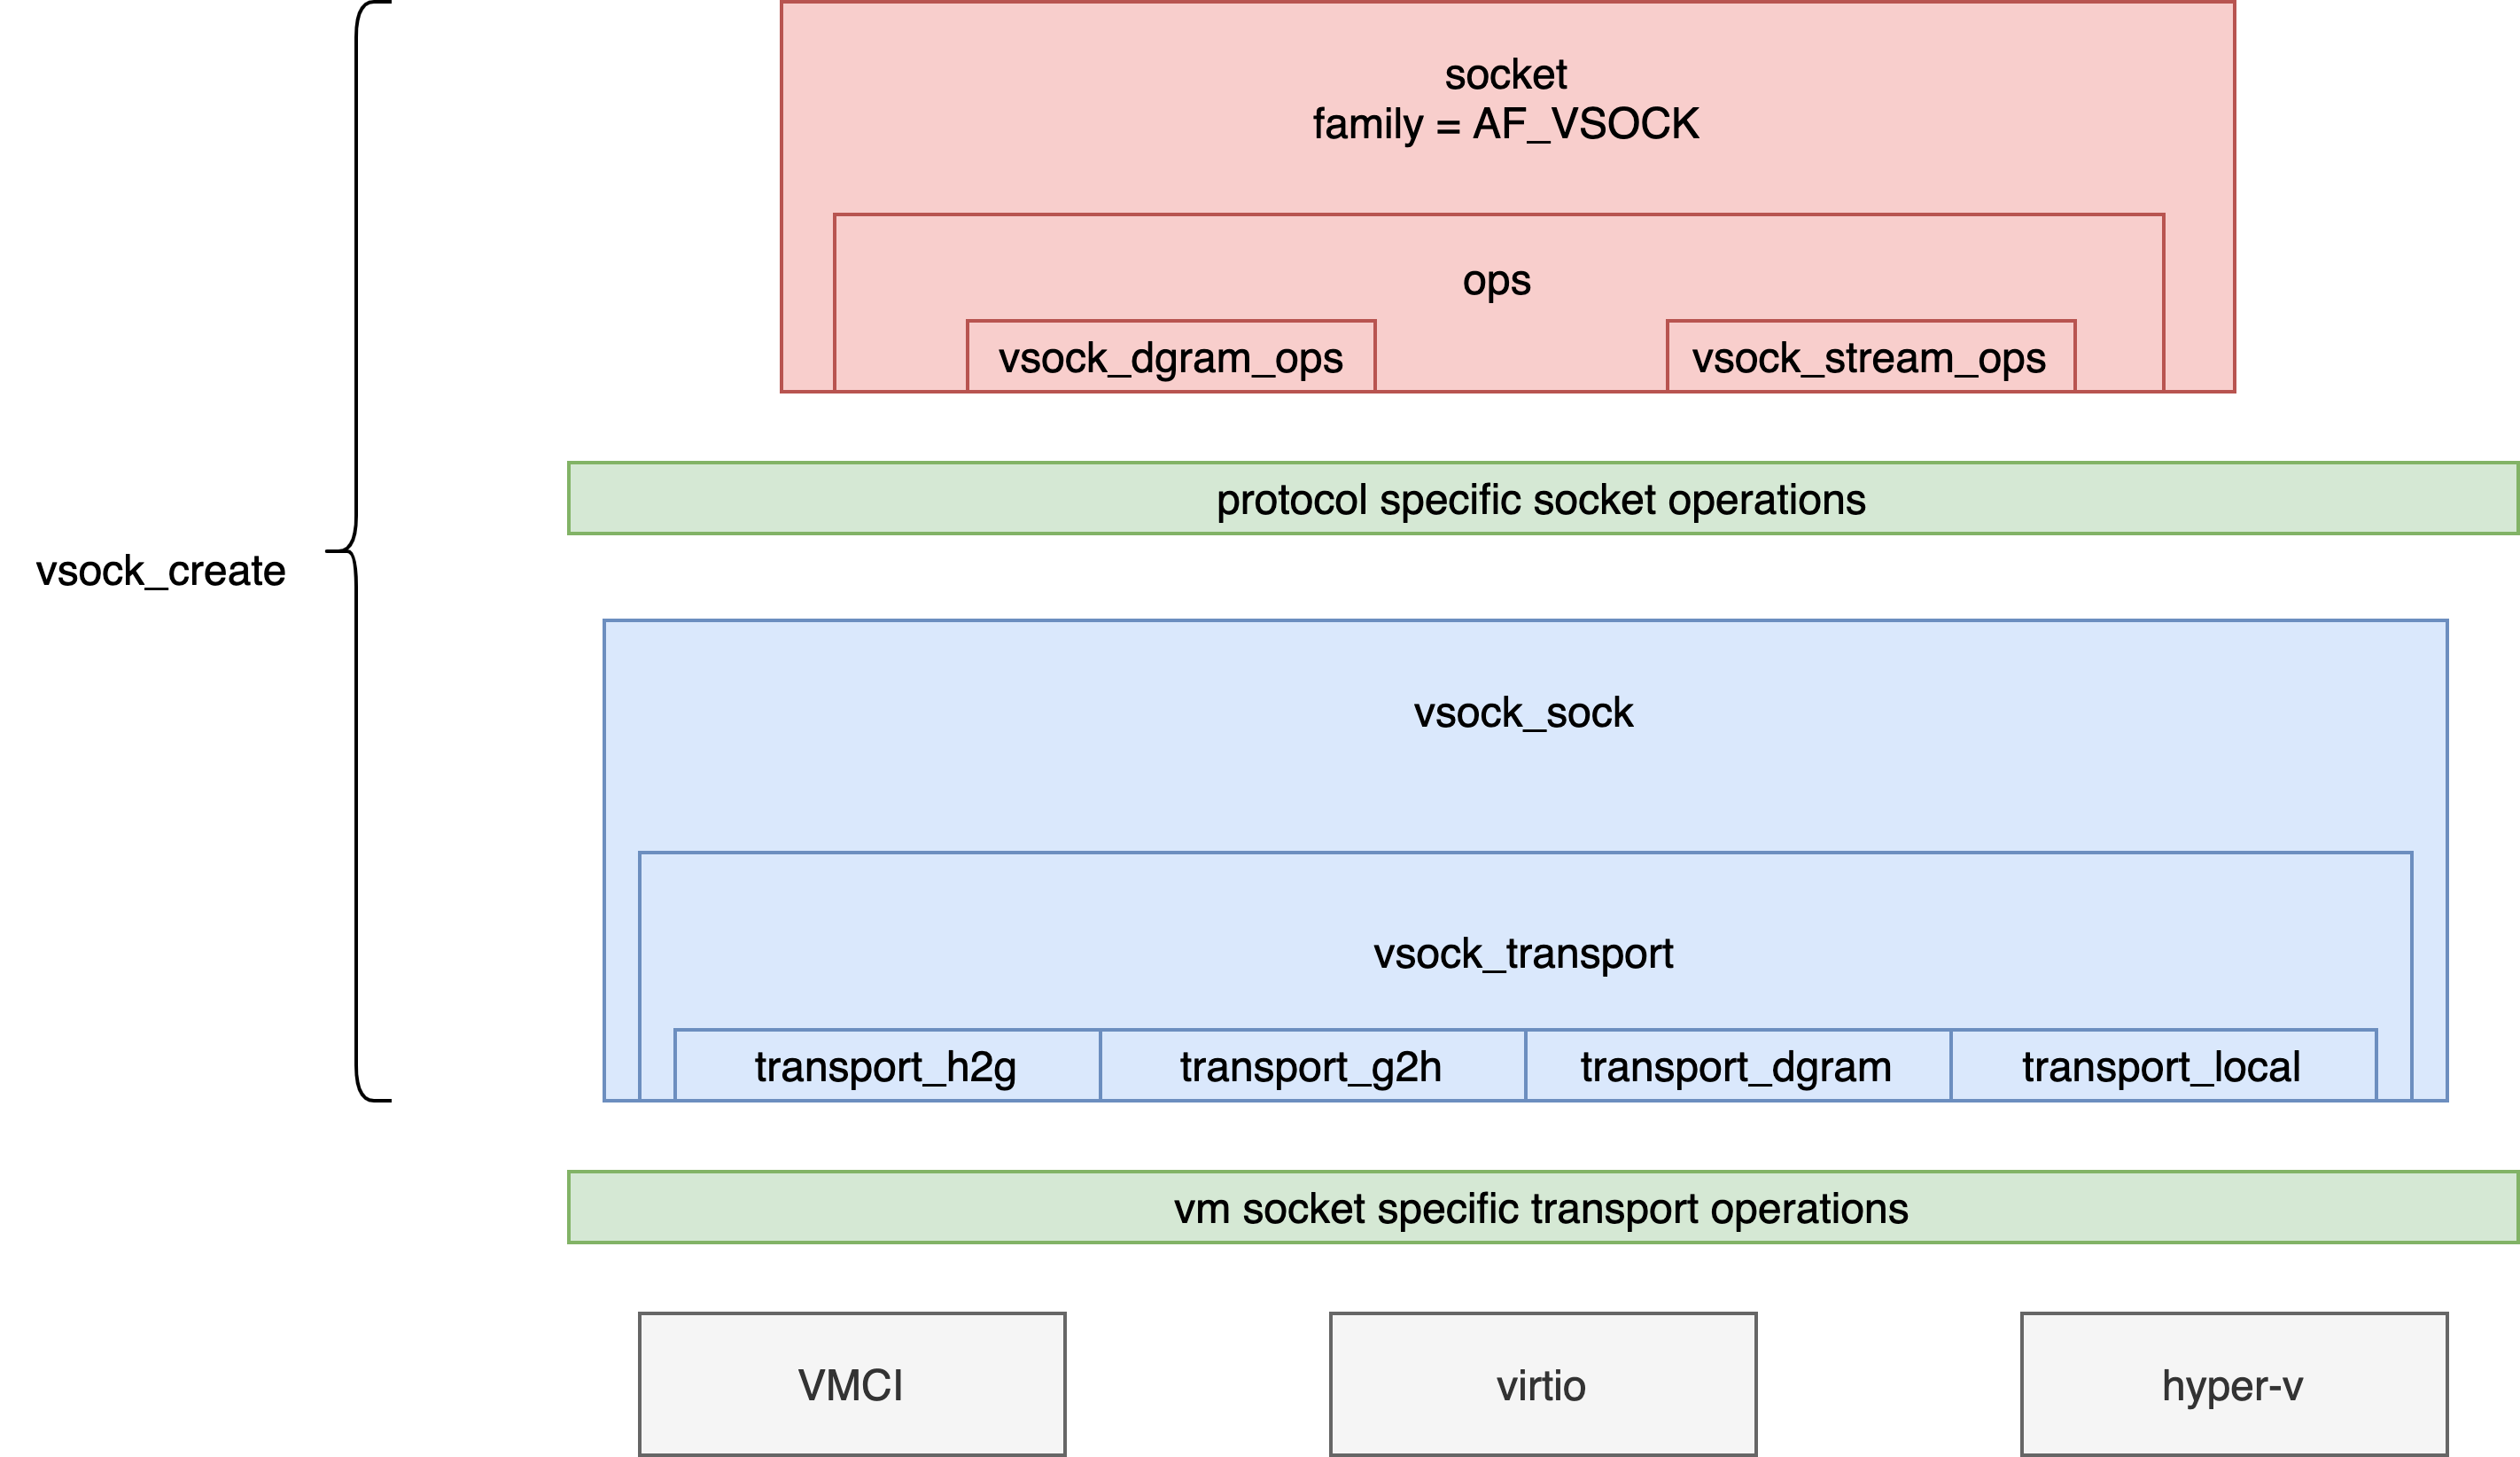 socket
family = AF_VSOCK
ops
vsock_dgram_ops
vsock_stream_ops
protocol specific socket operations
vsock_create
vsock_sock
vsock_transport
transport_h2g
transport_g2h
transport_dgram
transport_local
vm socket specific transport operations
VMCI
virtio
hyper-v